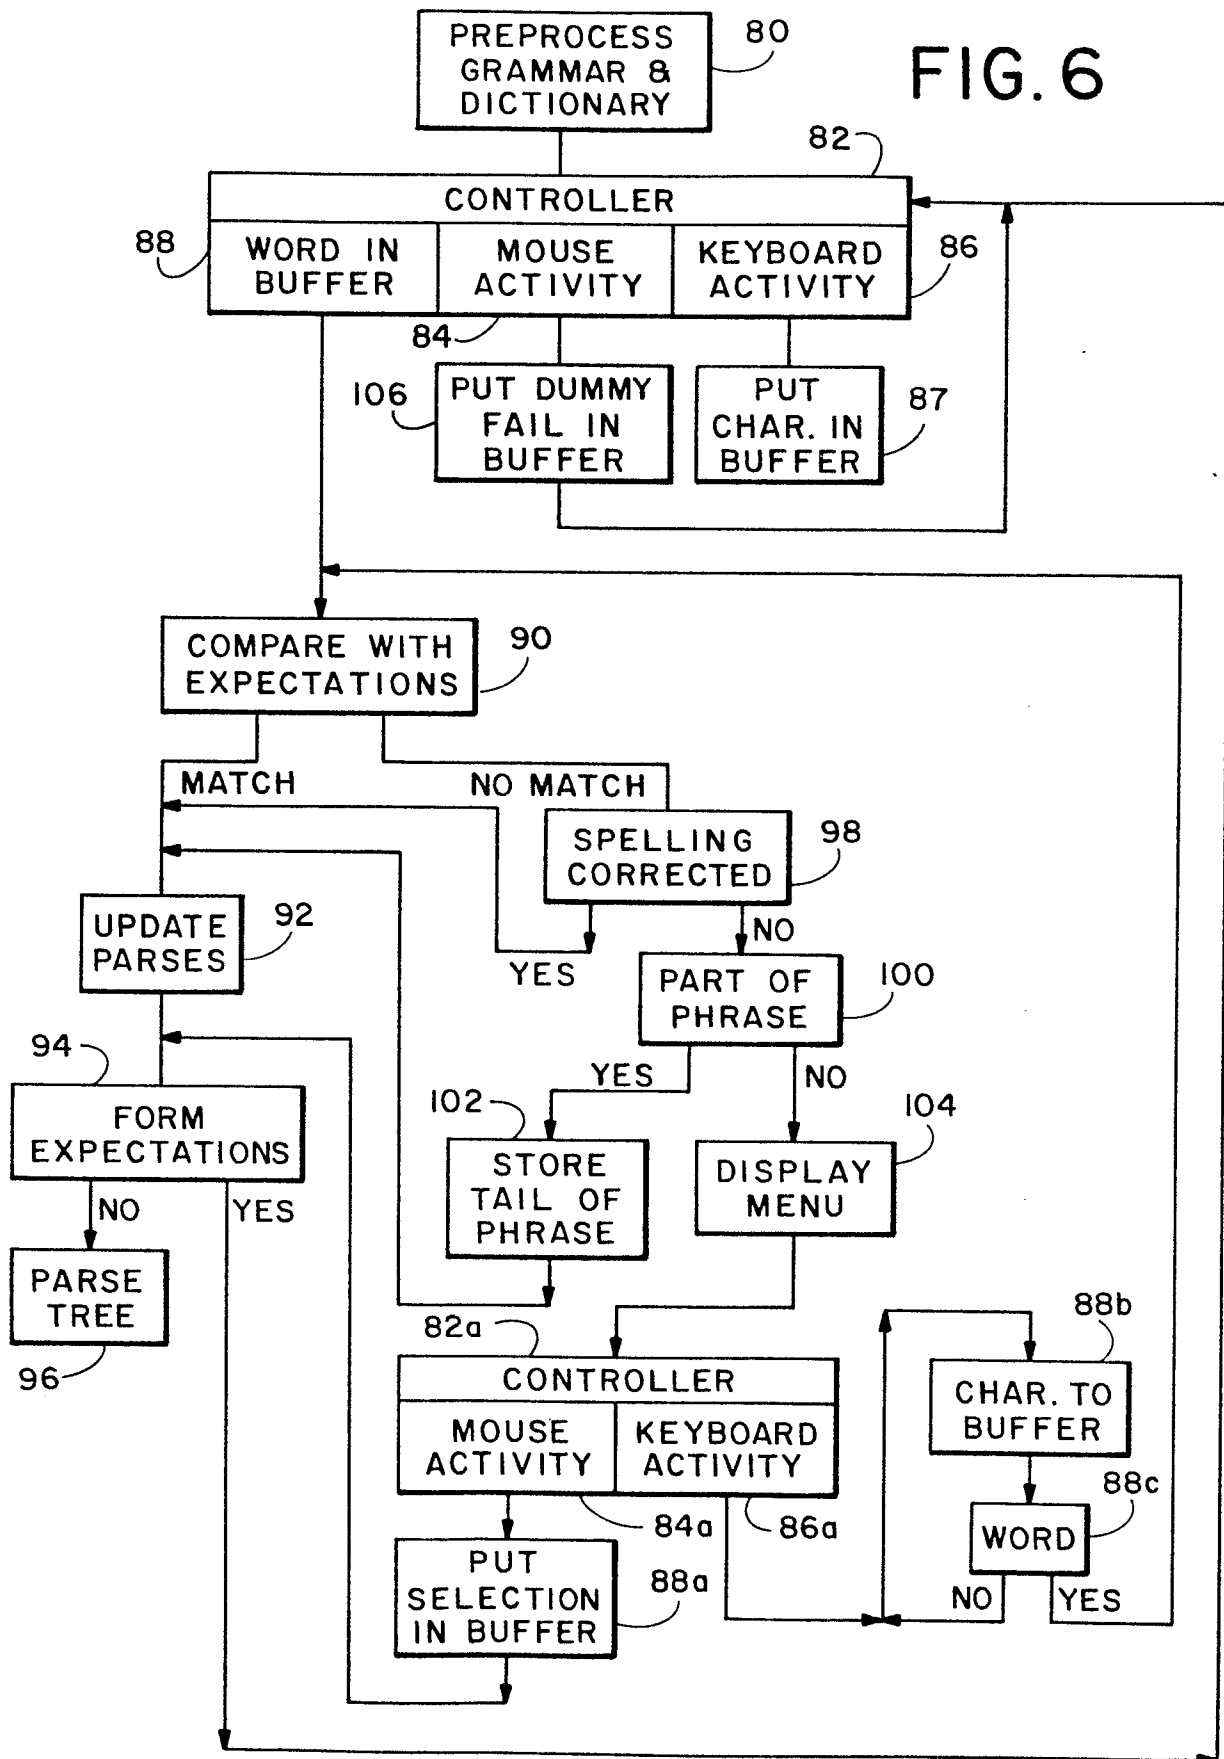 PREPROCESS
GRAMMAR &
DICTIONARY
80
FIG. 6
82
CONTROLLER
88
WORD IN
BUFFER
MOUSE
ACTIVITY
KEYBOARD
ACTIVITY
86
84
106
PUT DUMMY
FAIL IN
BUFFER
PUT
CHAR. IN
BUFFER
87
COMPARE WITH
EXPECTATIONS
90
MATCH
NO MATCH
SPELLING
CORRECTED
98
UPDATE
PARSES
92
YES
NO
PART OF
PHRASE
100
94
FORM
EXPECTATIONS
YES
NO
102
STORE
TAIL OF
PHRASE
104
DISPLAY
MENU
NO
YES
PARSE
TREE
96
82a
CONTROLLER
MOUSE
ACTIVITY
KEYBOARD
ACTIVITY
84a
86a
88b
CHAR. TO
BUFFER
88c
WORD
NO
YES
PUT
SELECTION
IN BUFFER
88a